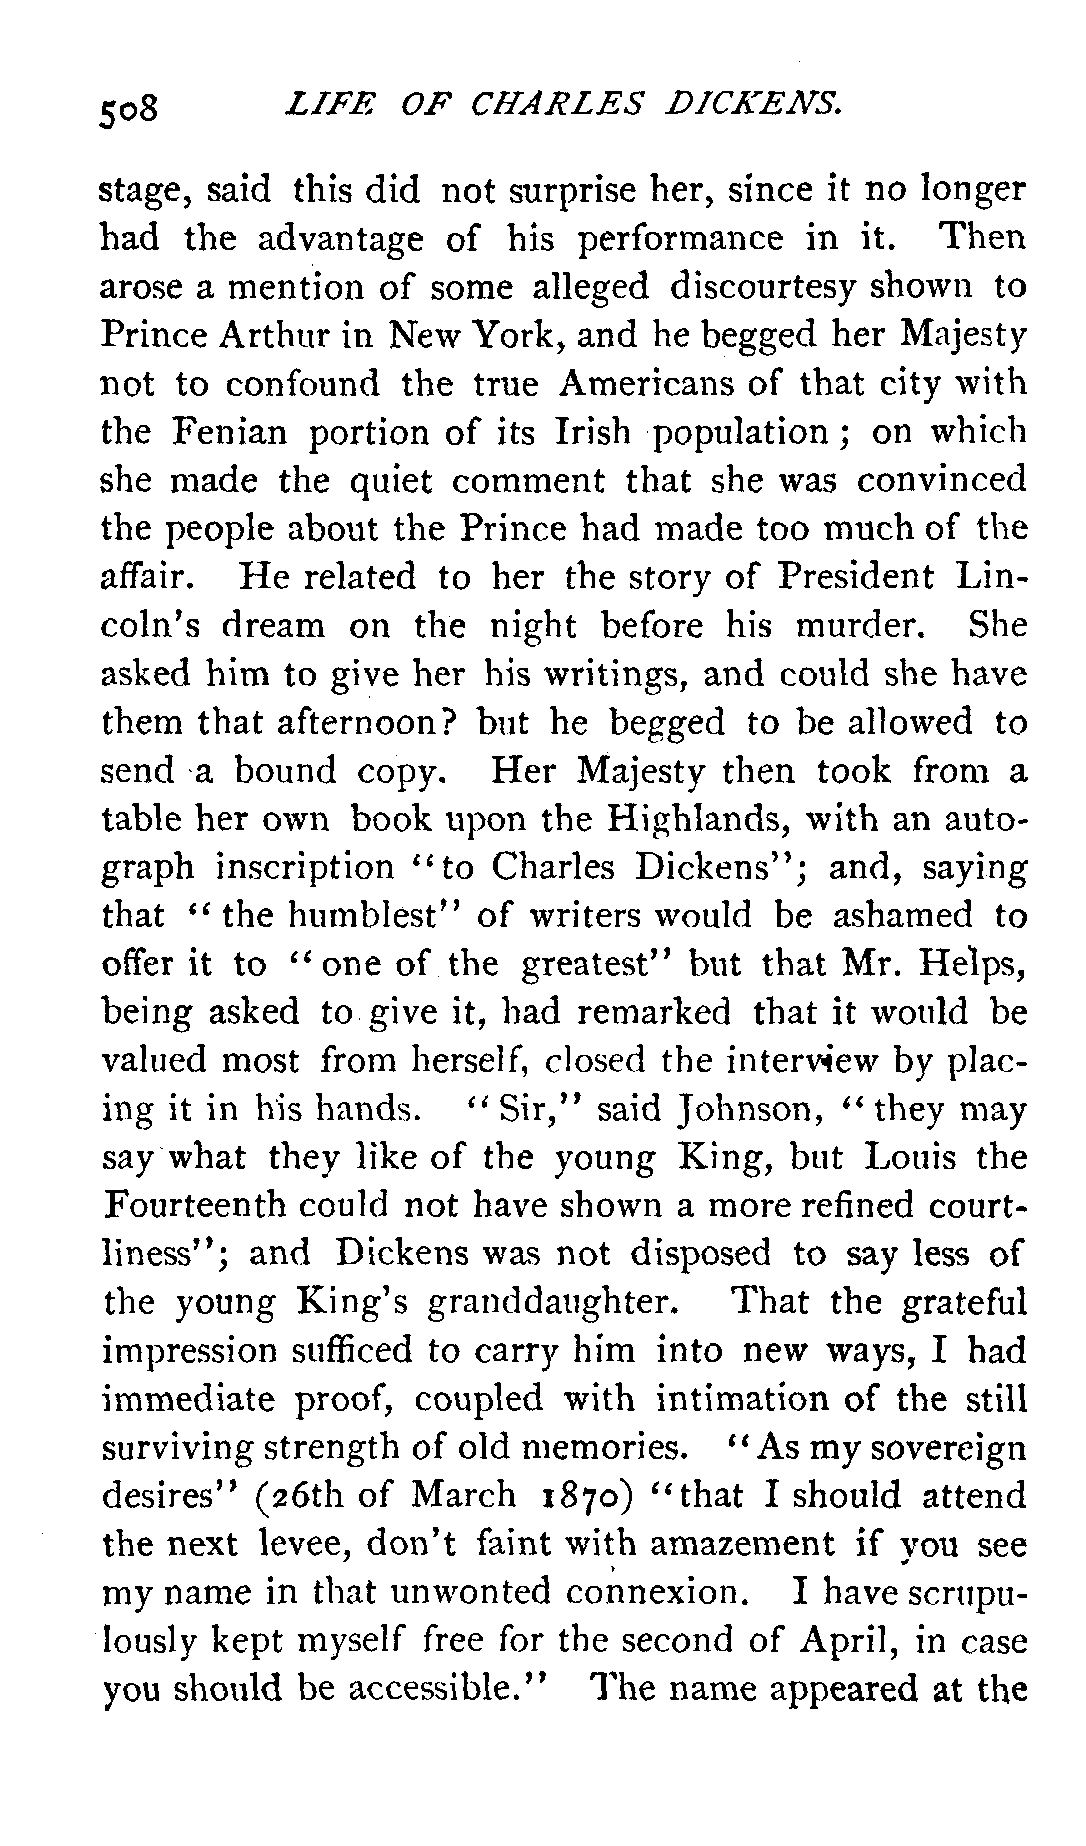 508 LIFE OF CHARLES DICKENS.
stage, said this did not surprise her, since it no longer
had the advantage of his performance in it. Then
arose a mention of some alleged discourtesy shown to
Prince Arthur in New York, and he begged her Majesty
not to confound the true Americans of that city with
the Fenian portion of its Irish population ; on which
she made the quiet comment that she was convinced
the people about the Prince had made too much of the
affair. He related to her the story of President Lin-
coln's dream on the night before his murder. She
asked him to give her his writings, and could she have
them that afternoon? but he begged to be allowed to
send a bound copy. Her Majesty then took from a
table her own book upon the Highlands, with an auto-
graph inscription "to Charles Dickens"; and, saying
that "the humblest" of writers would be ashamed to
offer it to "one of the greatest" but that Mr. Helps,
being asked to give it, had remarked that it would be
valued most from herself, closed the interview by plac-
ing it in his hands. "Sir," said Johnson, "they may
say what they like of the young King, but Louis the
Fourteenth could not have shown a more refined court-
liness"; and Dickens was not disposed to say less of
the young King's granddaughter. That the grateful
impression sufficed to carry him into new ways, I had
immediate proof, coupled with intimation of the still
surviving strength of old memories. "As my sovereign
desires" (26th of March 1870) "that I should attend
the next levee, don't faint with amazement if you see
my name in that unwonted connexion. I have scrupu-
lously kept myself free for the second of April, in case
you should be accessible." The name appeared at the